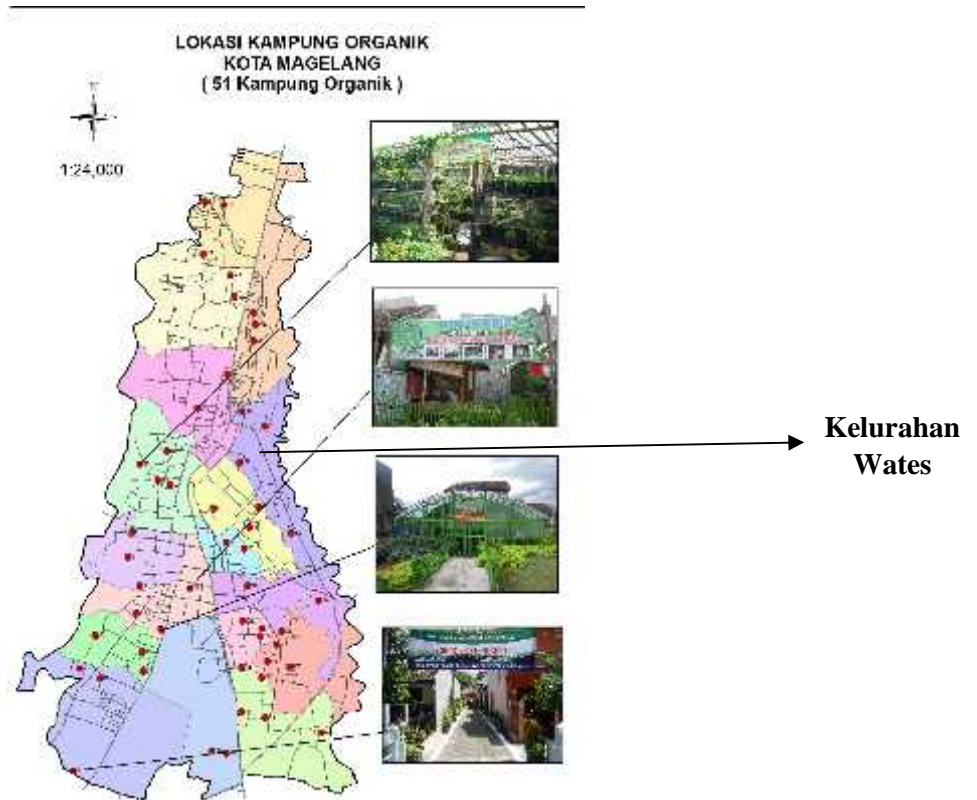 LOKASI KAMPUNG ORGANIK
KOTA MAGELANG
( 51 Kampung Organik )
1:24,000
Kelurahan
Wates